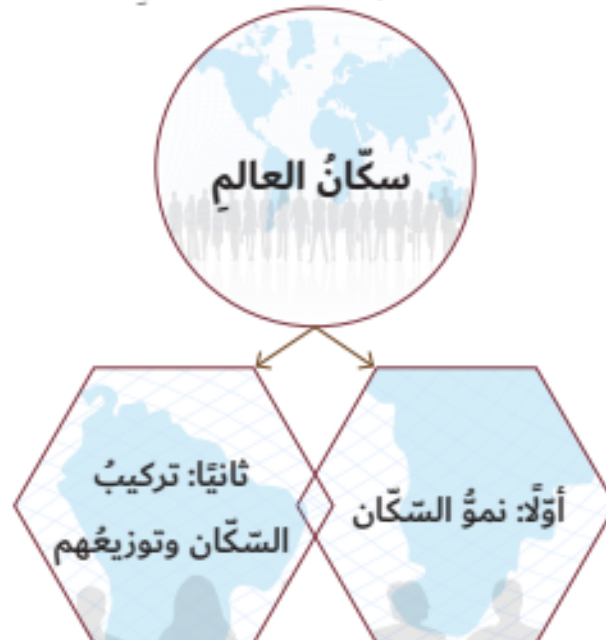 سكّانُ العالمِ
أوّلًا: نموُّ السّكّان
ثانيًا: تركيبُ
السّكّان وتوزيعُهم